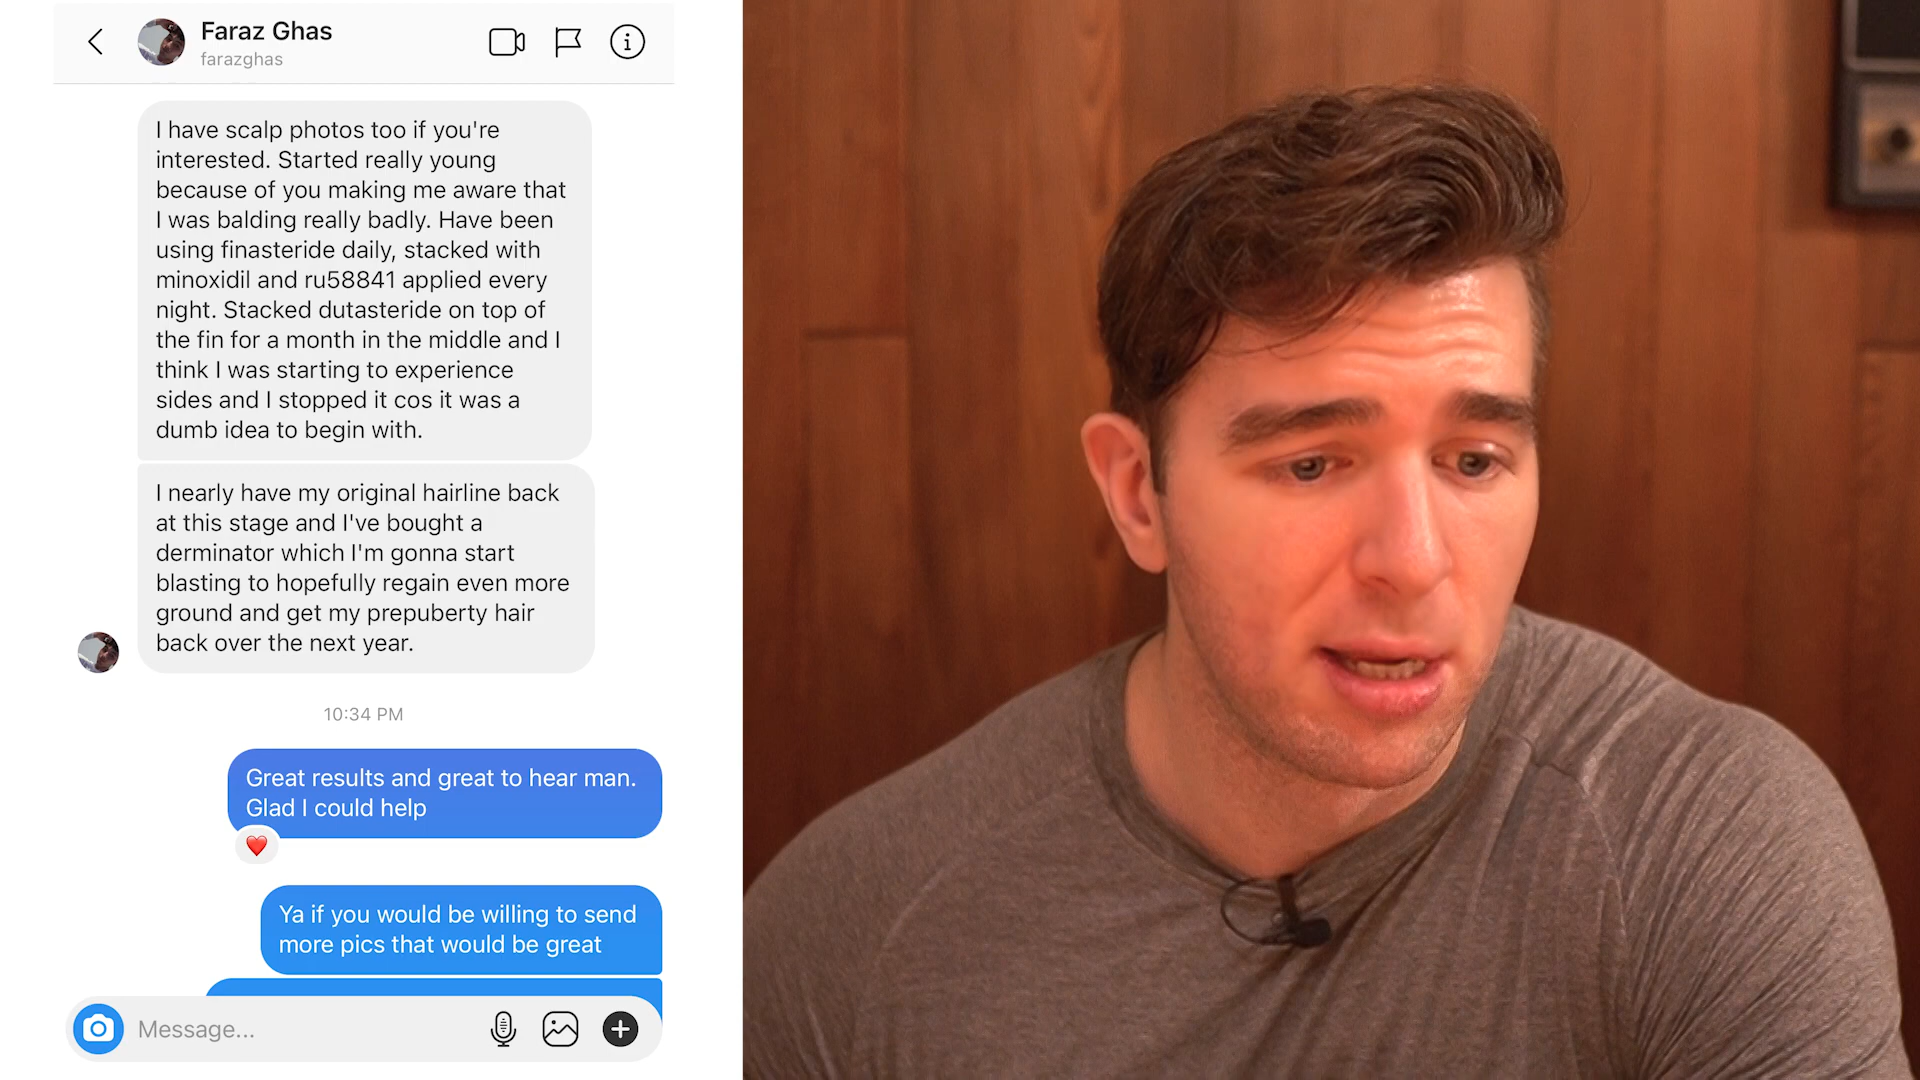 Faraz Ghas
farazghas
I have scalp photos too if you're
interested. Started really young
because of you making me aware that
I was balding really badly. Have been
using finasteride daily, stacked with
minoxidil and ru58841 applied every
night. Stacked dutasteride on top of
the fin for a month in the middle and I
think I was starting to experience
sides and I stopped it cos it was a
dumb idea to begin with.
I nearly have my original hairline back
at this stage and I've bought a
derminator which I'm gonna start
blasting to hopefully regain even more
ground and get my prepuberty hair
back over the next year.
10:34 PM
Great results and great to hear man.
Glad I could help
Ya if you would be willing to send
more pics that would be great
Message...